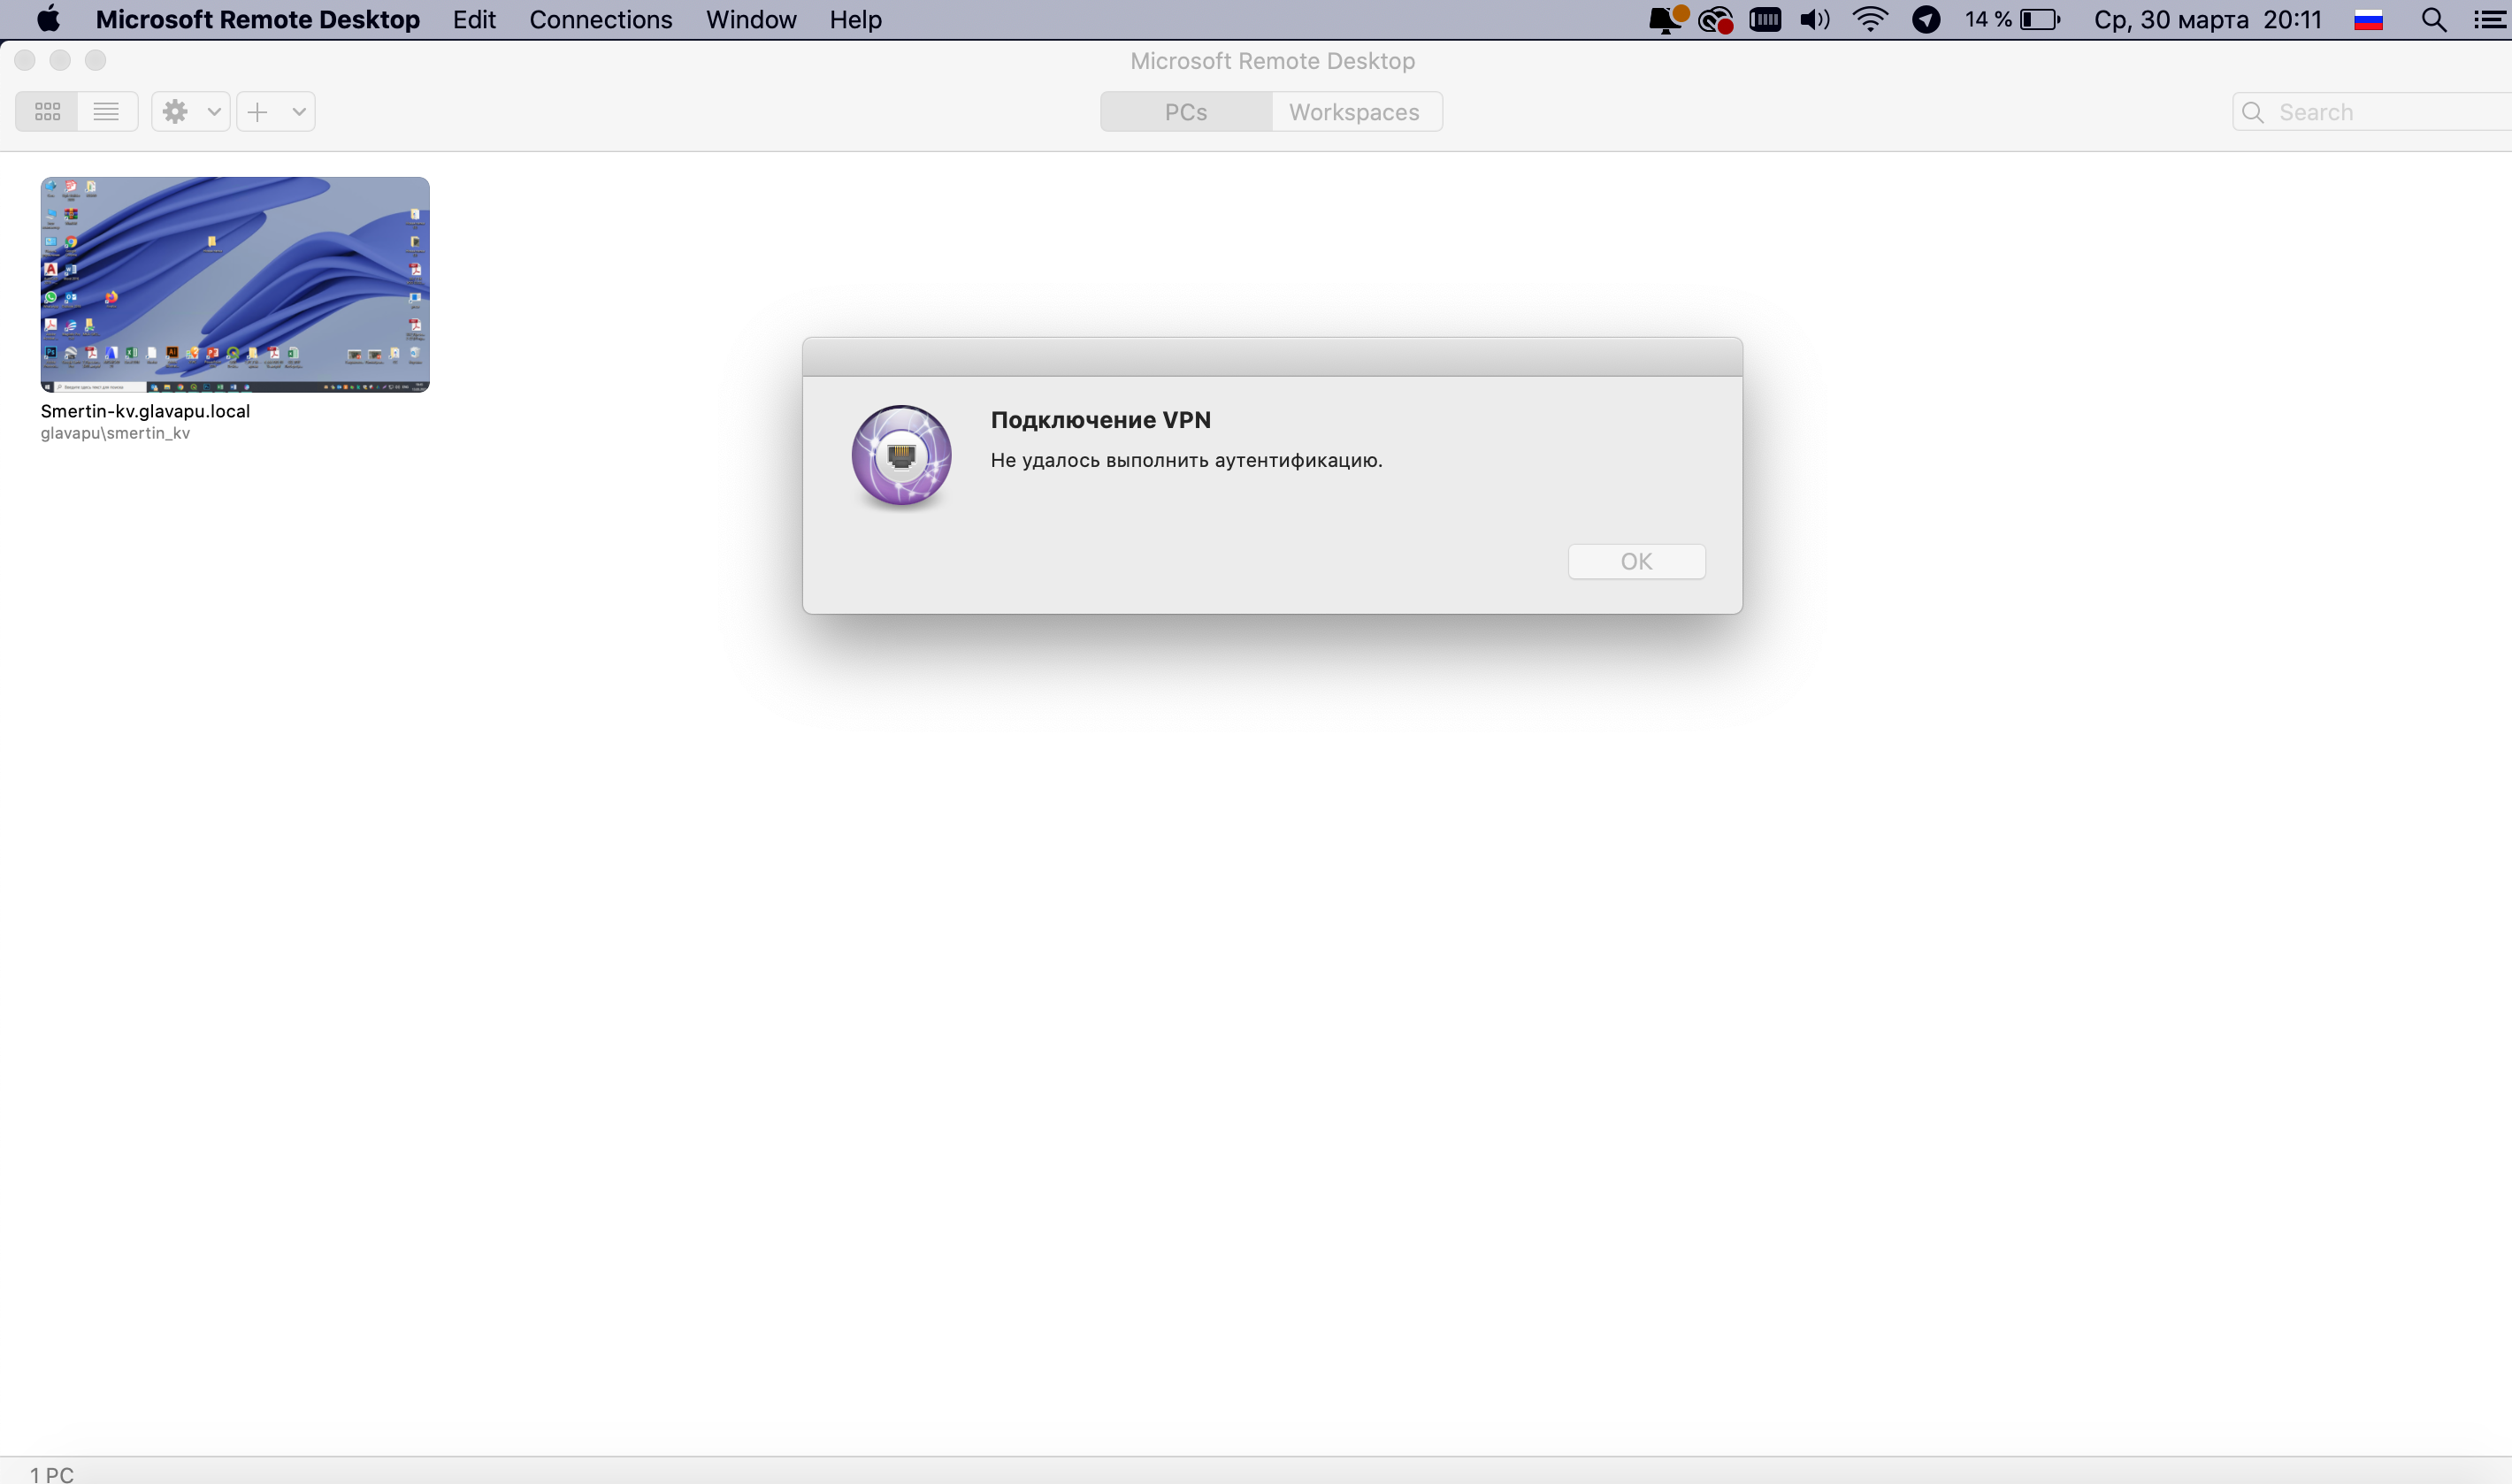 Microsoft Remote Desktop Edit Connections Window Help 14 % Ср, 30 марта 20:11
Microsoft Remote Desktop
PCs Workspaces Search
Smertin-kv.glavapu.local
glavapu\smertin_kv
Подключение VPN
Не удалось выполнить аутентификацию.
OK
1 PC